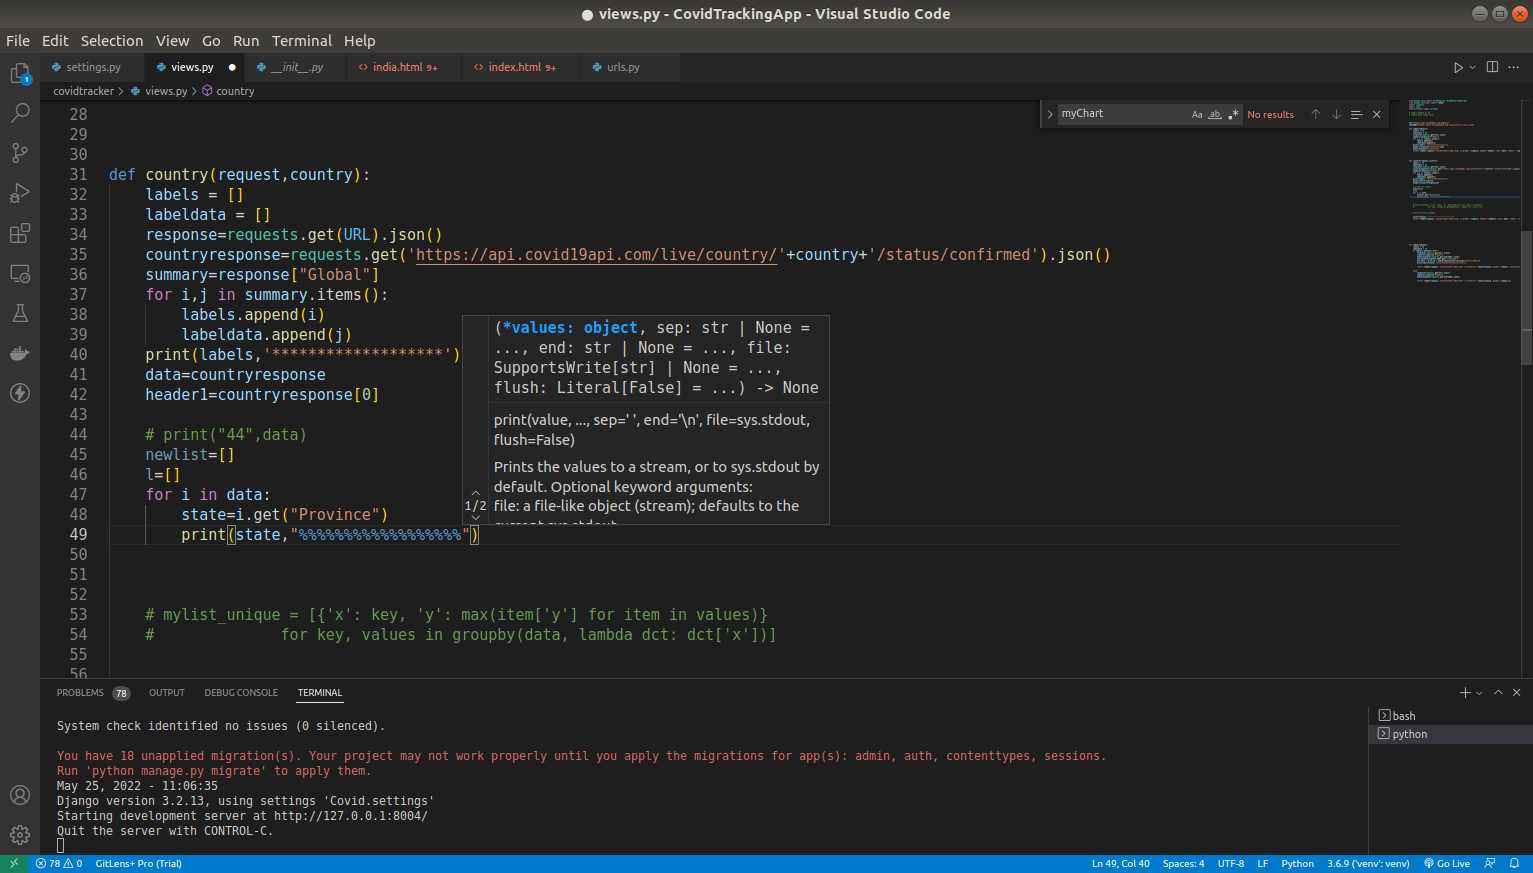 ● views.py - CovidTrackingApp - Visual Studio Code
File Edit Selection View Go Run Terminal Help
settings.py views.py ● __init__.py india.html 9+ index.html 9+ urls.py
covidtracker > views.py > country
myChart Aa ab .* No results
28
29
30
31 def country(request,country):
32 labels = []
33 labeldata = []
34 response=requests.get(URL).json()
35 countryresponse=requests.get('https://api.covid19api.com/live/country/'+country+'/status/confirmed').json()
36 summary=response["Global"]
37 for i,j in summary.items():
38 labels.append(i)
39 labeldata.append(j)
40 print(labels,'*******************')
41 data=countryresponse
42 header1=countryresponse[0]
43
44 # print("44",data)
45 newlist=[]
46 l=[]
47 for i in data:
48 state=i.get("Province")
49 print(state,"%%%%%%%%%%%%%%%%%%")
50
51
52
53 # mylist_unique = [{'x': key, 'y': max(item['y'] for item in values)}
54 # for key, values in groupby(data, lambda dct: dct['x'])]
55
56
(*values: object, sep: str | None =
..., end: str | None = ..., file:
SupportsWrite[str] | None = ...,
flush: Literal[False] = ...) -> None
print(value, ..., sep=' ', end='\n', file=sys.stdout,
flush=False)
Prints the values to a stream, or to sys.stdout by
default. Optional keyword arguments:
1/2
file: a file-like object (stream); defaults to the
current sys.stdout.
PROBLEMS 78 OUTPUT DEBUG CONSOLE TERMINAL
System check identified no issues (0 silenced).
You have 18 unapplied migration(s). Your project may not work properly until you apply the migrations for app(s): admin, auth, contenttypes, sessions.
Run 'python manage.py migrate' to apply them.
May 25, 2022 - 11:06:35
Django version 3.2.13, using settings 'Covid.settings'
Starting development server at http://127.0.0.1:8004/
Quit the server with CONTROL-C.
bash
python
78 0 GitLens+ Pro (Trial) Ln 49, Col 40 Spaces: 4 UTF-8 LF Python 3.6.9 ('venv': venv) Go Live